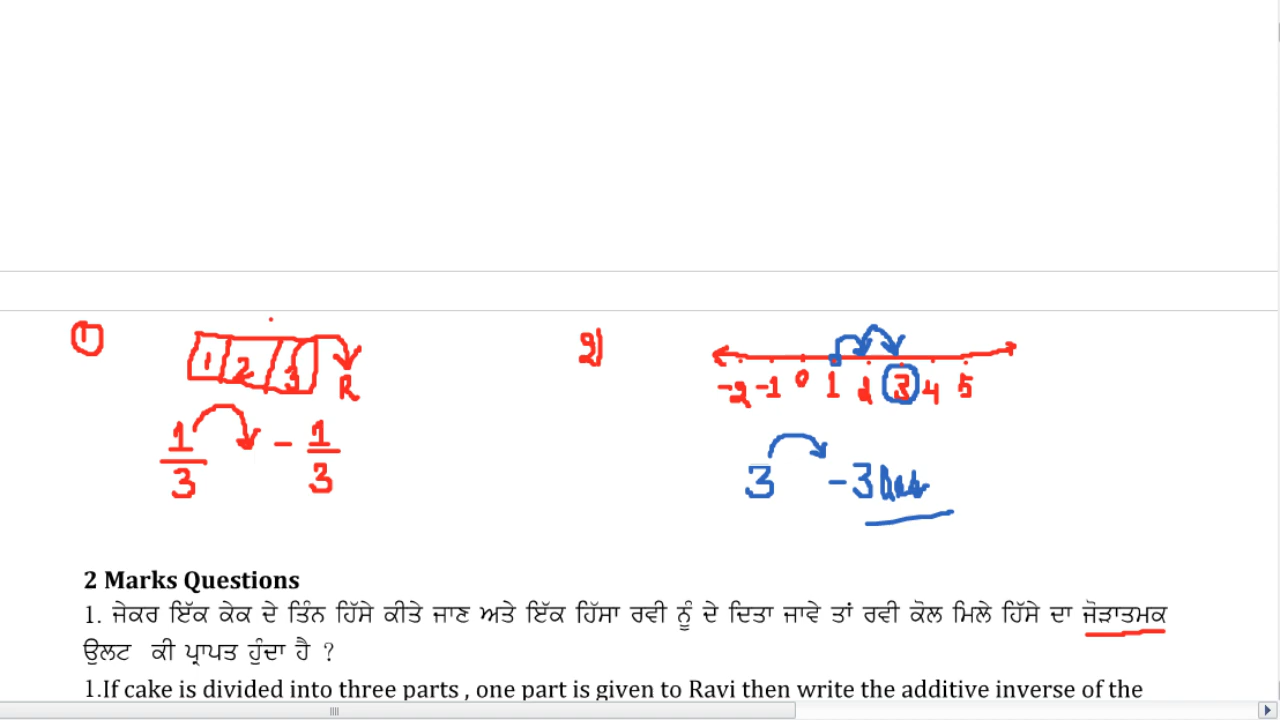 1 2)
1 2 3 R
-2 -1 0 1 2 3 4 5
1/3 - 1/3
3 -3 Ans
2 Marks Questions
1. ਜੇਕਰ ਇੱਕ ਕੇਕ ਦੇ ਤਿੰਨ ਹਿੱਸੇ ਕੀਤੇ ਜਾਣ ਅਤੇ ਇੱਕ ਹਿੱਸਾ ਰਵੀ ਨੂੰ ਦੇ ਦਿਤਾ ਜਾਵੇ ਤਾਂ ਰਵੀ ਕੋਲ ਮਿਲੇ ਹਿੱਸੇ ਦਾ ਜੋੜਾਤਮਕ
ਉਲਟ ਕੀ ਪ੍ਰਾਪਤ ਹੁੰਦਾ ਹੈ ?
1.If cake is divided into three parts , one part is given to Ravi then write the additive inverse of the